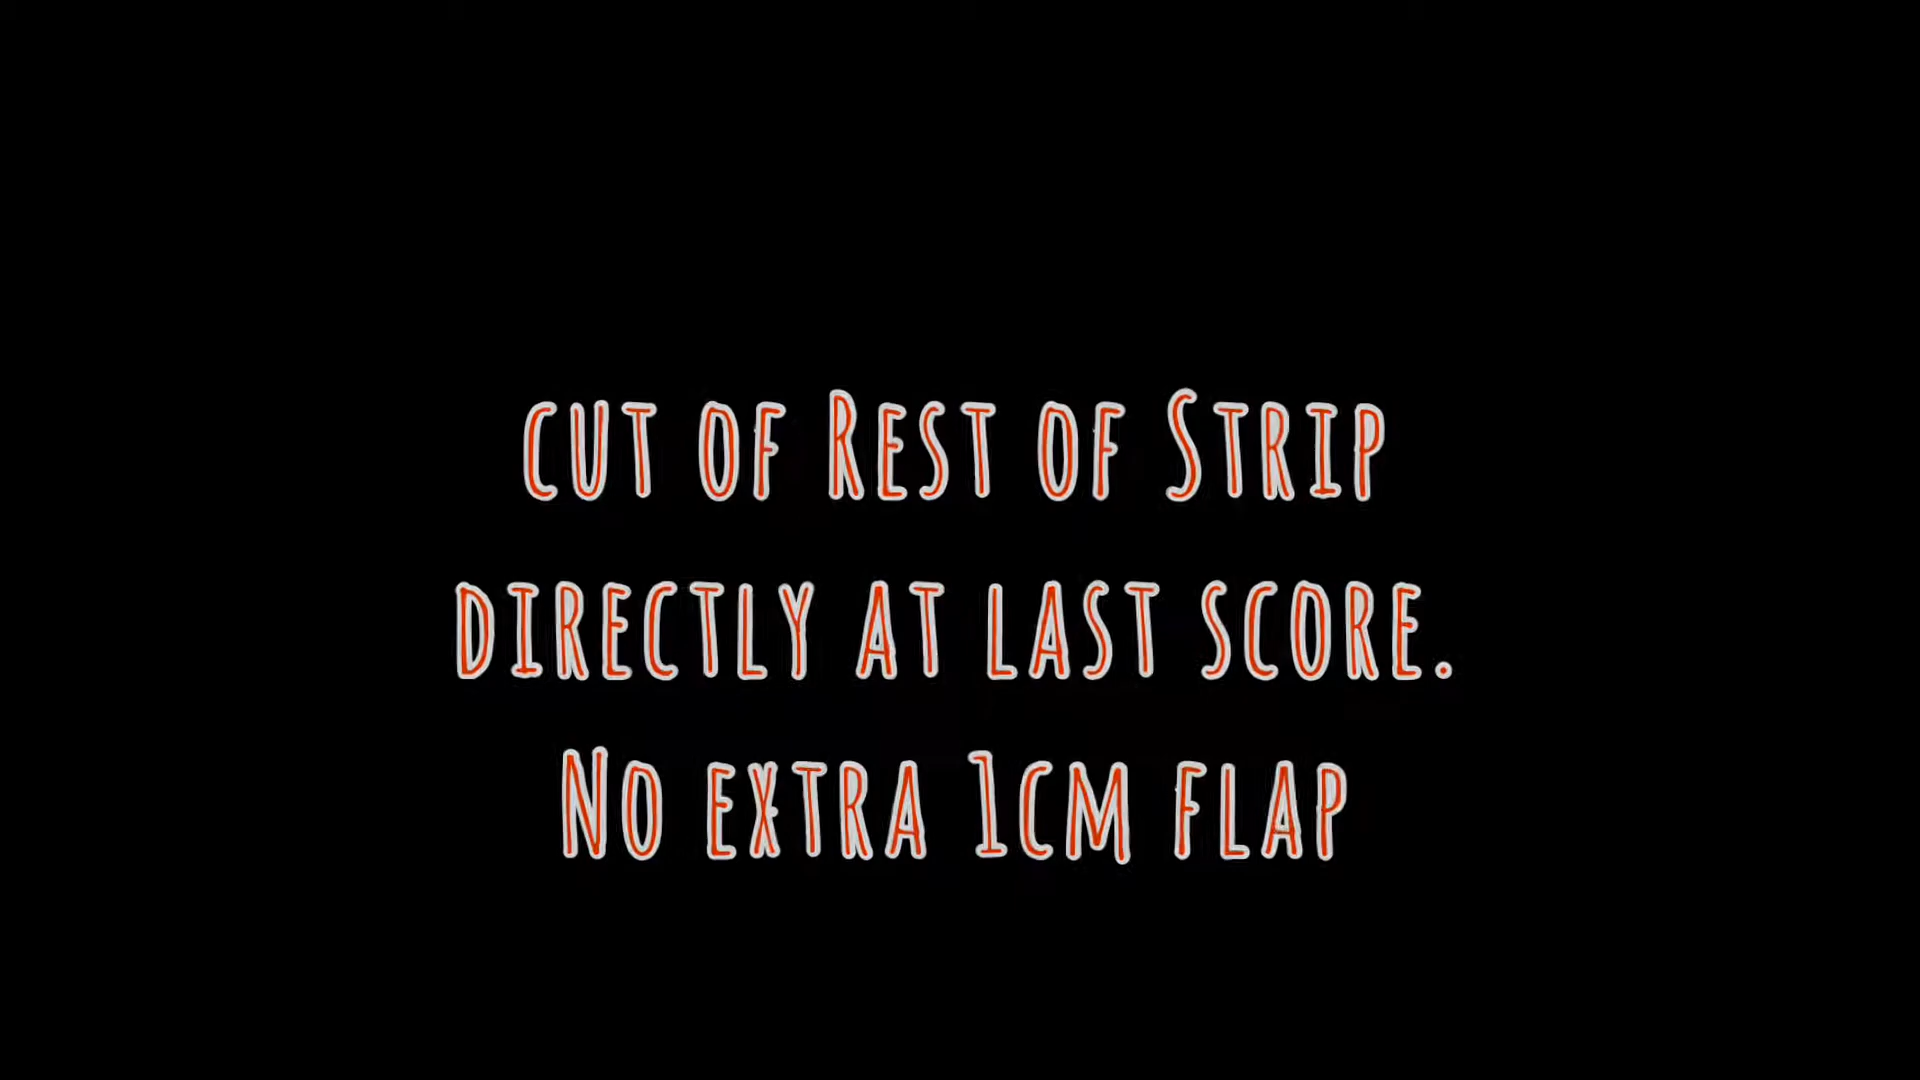 cut of Rest of Strip
directly at last score.
No extra 1cm flap